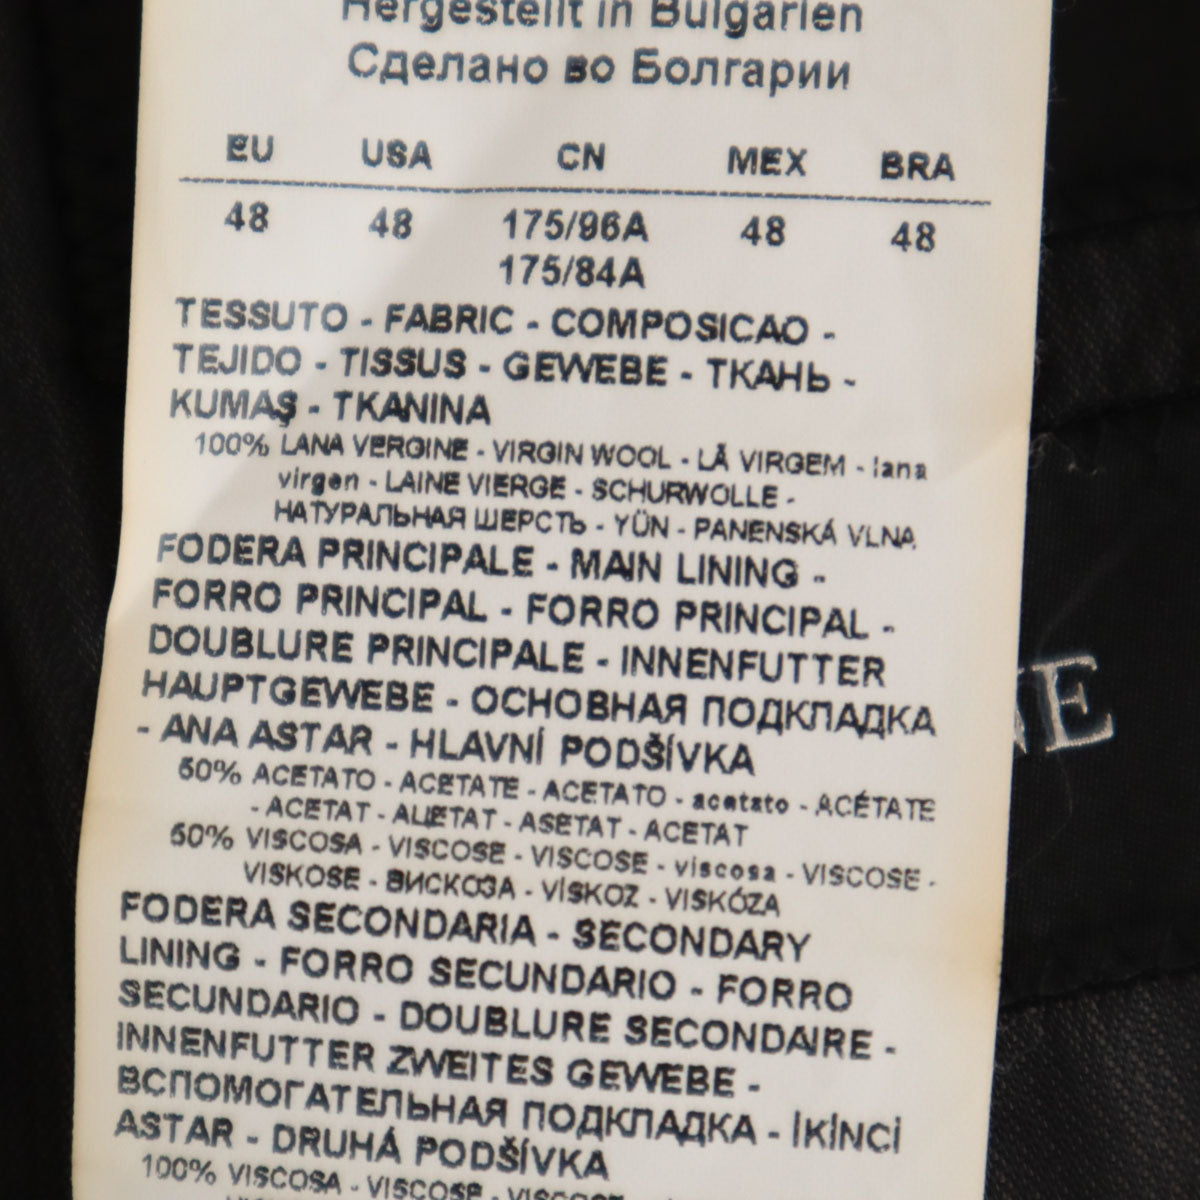 Hergestellt in Bulgarien
Сделано во Болгарии
EU USA CN MEX BRA
48 48 175/96A 48 48
175/84A
TESSUTO - FABRIC - COMPOSICAO -
TEJIDO - TISSUS - GEWEBE - ТКАНЬ -
KUMAŞ - TKANINA
100% LANA VERGINE - VIRGIN WOOL - LÃ VIRGEM - lana
virgen - LAINE VIERGE - SCHURWOLLE -
НАТУРАЛЬНАЯ ШЕРСТЬ - YÜN - PANENSKÁ VLNA
FODERA PRINCIPALE - MAIN LINING -
FORRO PRINCIPAL - FORRO PRINCIPAL -
DOUBLURE PRINCIPALE - INNENFUTTER
HAUPTGEWEBE - ОСНОВНАЯ ПОДКЛАДКА
- ANA ASTAR - HLAVNÍ PODŠÍVKA
50% ACETATO - ACETATE - ACETATO - acetato - ACÉTATE
- ACETAT - АЦЕТАТ - ASETAT - ACETAT
50% VISCOSA - VISCOSE - VISCOSE - viscosa - VISCOSE -
VISKOSE - ВИСКОЗА - VİSKOZ - VISKÓZA
FODERA SECONDARIA - SECONDARY
LINING - FORRO SECUNDARIO - FORRO
SECUNDARIO - DOUBLURE SECONDAIRE -
INNENFUTTER ZWEITES GEWEBE -
ВСПОМОГАТЕЛЬНАЯ ПОДКЛАДКА - İKİNCİ
ASTAR - DRUHÁ PODŠÍVKA
100% VISCOSA - VISCOSE - VISCOSE